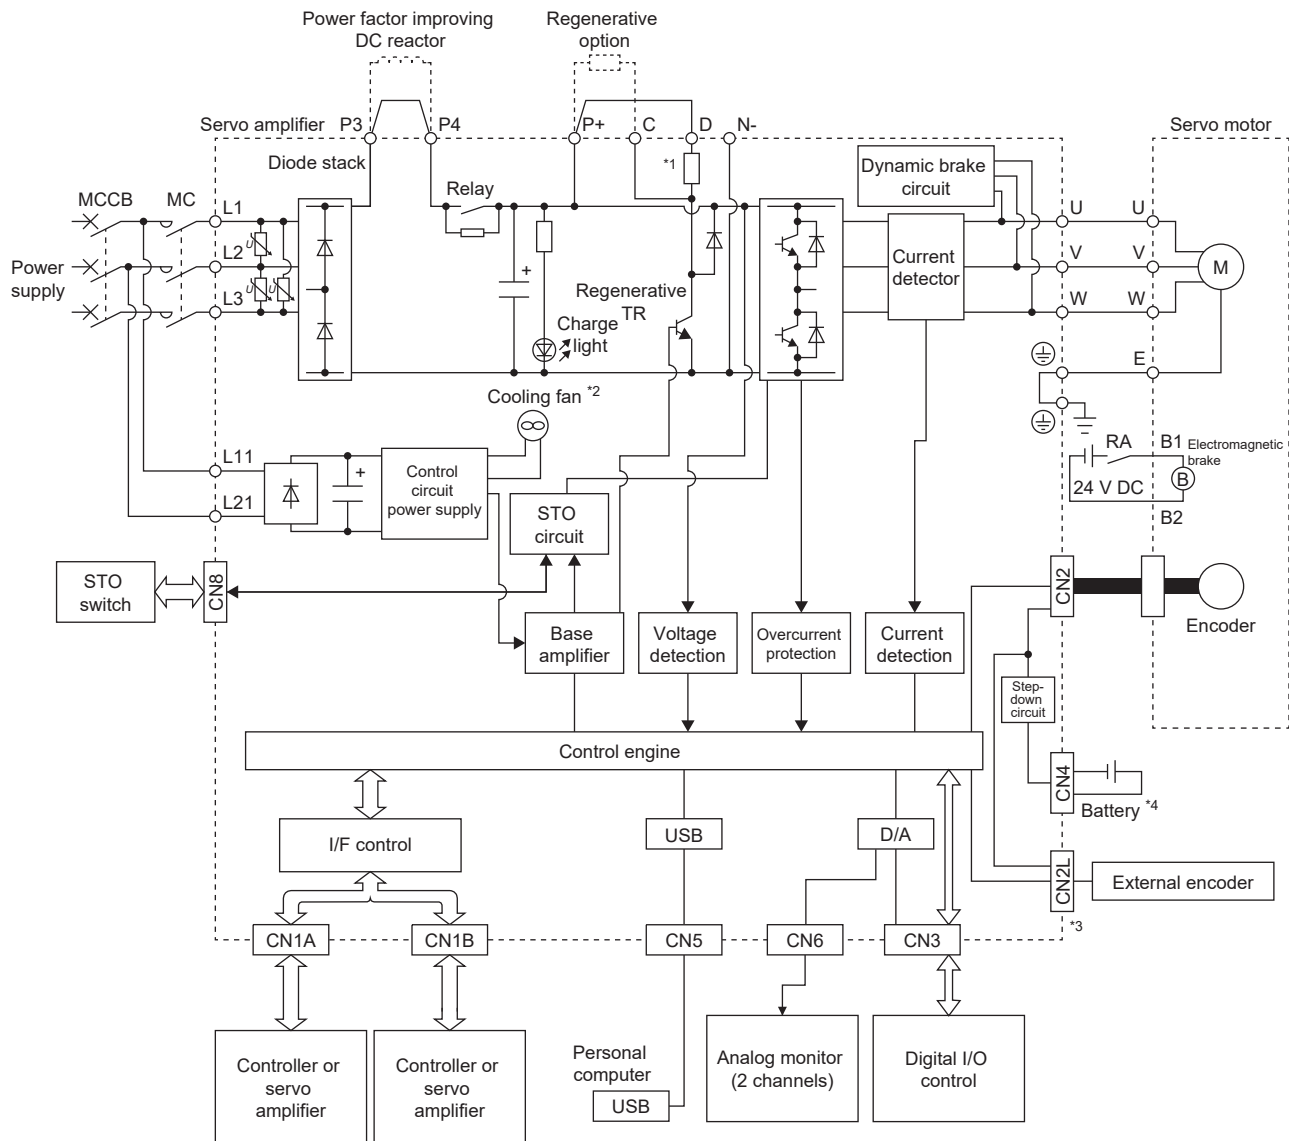 Power factor improving
DC reactor
Regenerative
option
Servo amplifier
P3
P4
P+
C
D
N-
Servo motor
Diode stack
*1
Dynamic brake
circuit
MCCB
MC
L1
Relay
U
U
L2
U
Current
detector
V
V
M
Power
supply
+
Regenerative
TR
L3
U
U
W
W
Charge
light
E
Cooling fan *2
RA
B1
Electromagnetic
brake
L11
+
Control
circuit
power supply
24 V DC
B
L21
STO
circuit
B2
STO
switch
CN8
CN2
Encoder
Base
amplifier
Voltage
detection
Overcurrent
protection
Current
detection
Step-
down
circuit
Control engine
CN4
Battery *4
I/F control
USB
D/A
CN2L
External encoder
*3
CN1A
CN1B
CN5
CN6
CN3
Controller or
servo
amplifier
Controller or
servo
amplifier
Personal
computer
USB
Analog monitor
(2 channels)
Digital I/O
control